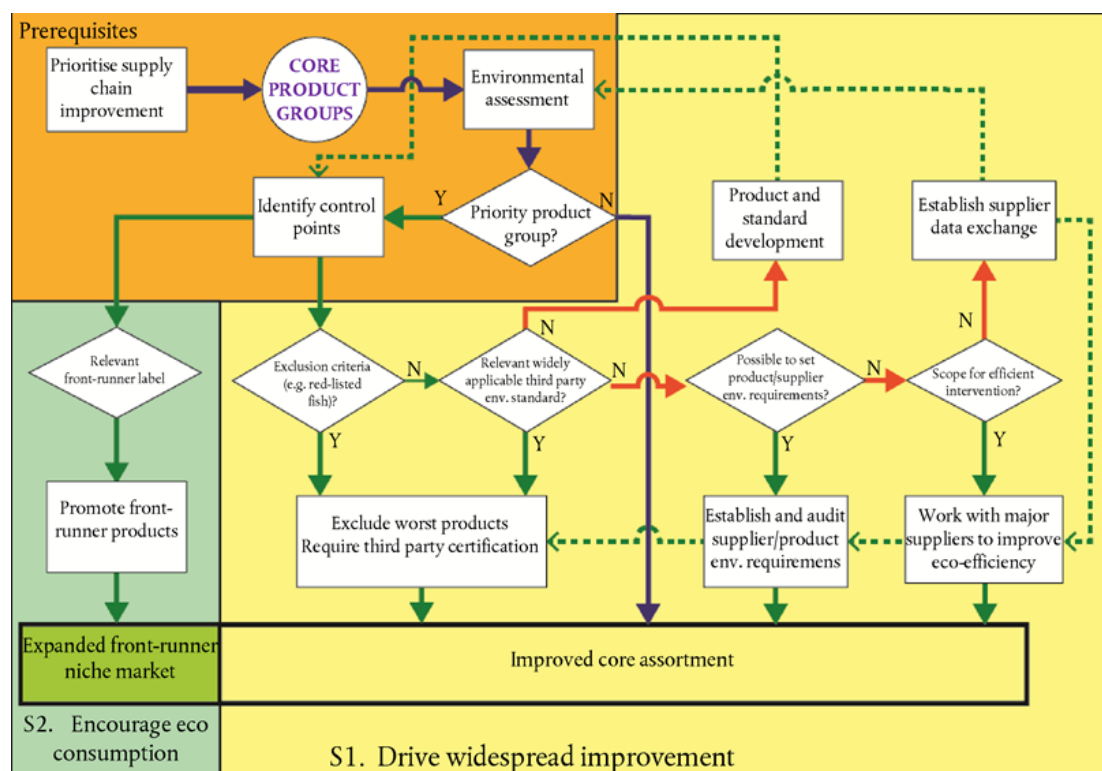 Prerequisites
Prioritise supply
chain
improvement
CORE
PRODUCT
GROUPS
Environmental
assessment
Identify control
points
Y
Priority product
group?
N
Product and
standard
development
Establish supplier
data exchange
Relevant
front-runner label
Exclusion criteria
(e.g. red-listed
fish)?
N
Relevant widely
applicable third party
env. standard?
N
N
Possible to set
product/supplier
env. requirements?
N
Scope for efficient
intervention?
N
Y
Y
Y
Y
Promote front-
runner products
Exclude worst products
Require third party certification
Establish and audit
supplier/product
env. requiremens
Work with major
suppliers to improve
eco-efficiency
Expanded front-runner
niche market
Improved core assortment
S2. Encourage eco
consumption
S1. Drive widespread improvement